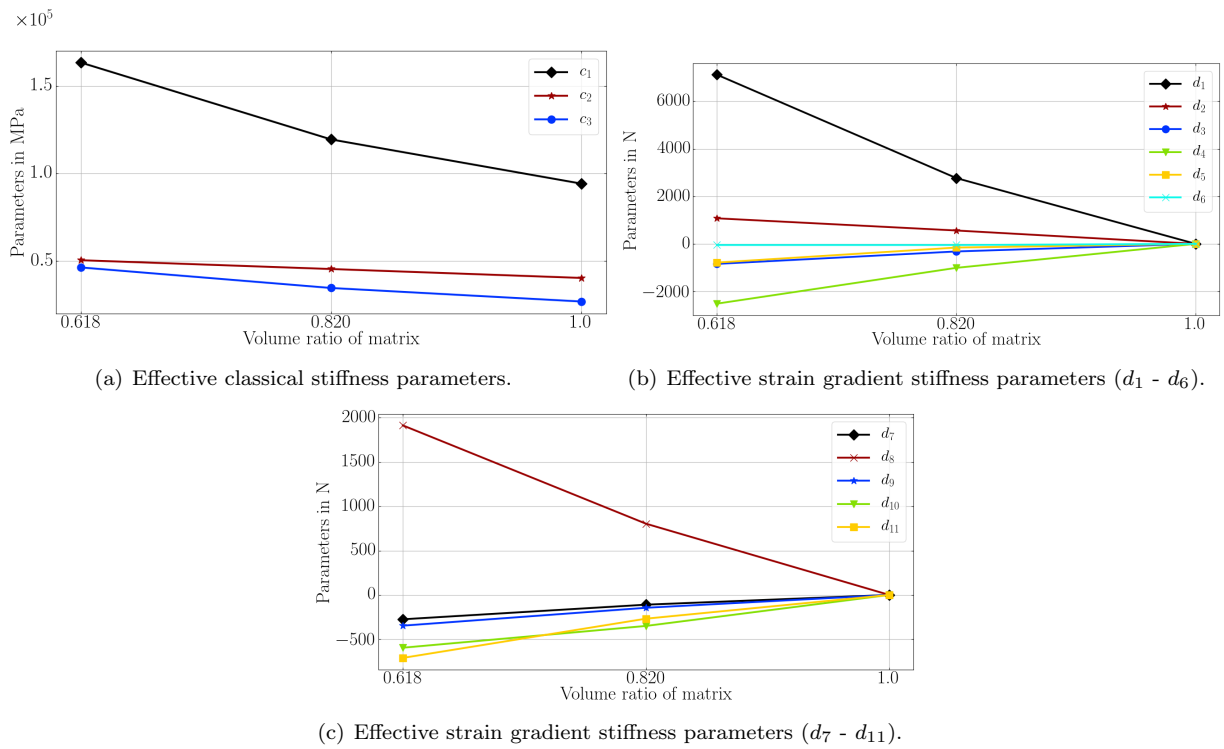 ×10⁵
1.5
1.0
0.5
Parameters in MPa
c₁
c₂
c₃
0.618 0.820 1.0
Volume ratio of matrix
(a) Effective classical stiffness parameters.
6000
4000
2000
0
−2000
Parameters in N
d₁
d₂
d₃
d₄
d₅
d₆
0.618 0.820 1.0
Volume ratio of matrix
(b) Effective strain gradient stiffness parameters (d₁ - d₆).
2000
1500
1000
500
0
−500
Parameters in N
d₇
d₈
d₉
d₁₀
d₁₁
0.618 0.820 1.0
Volume ratio of matrix
(c) Effective strain gradient stiffness parameters (d₇ - d₁₁).